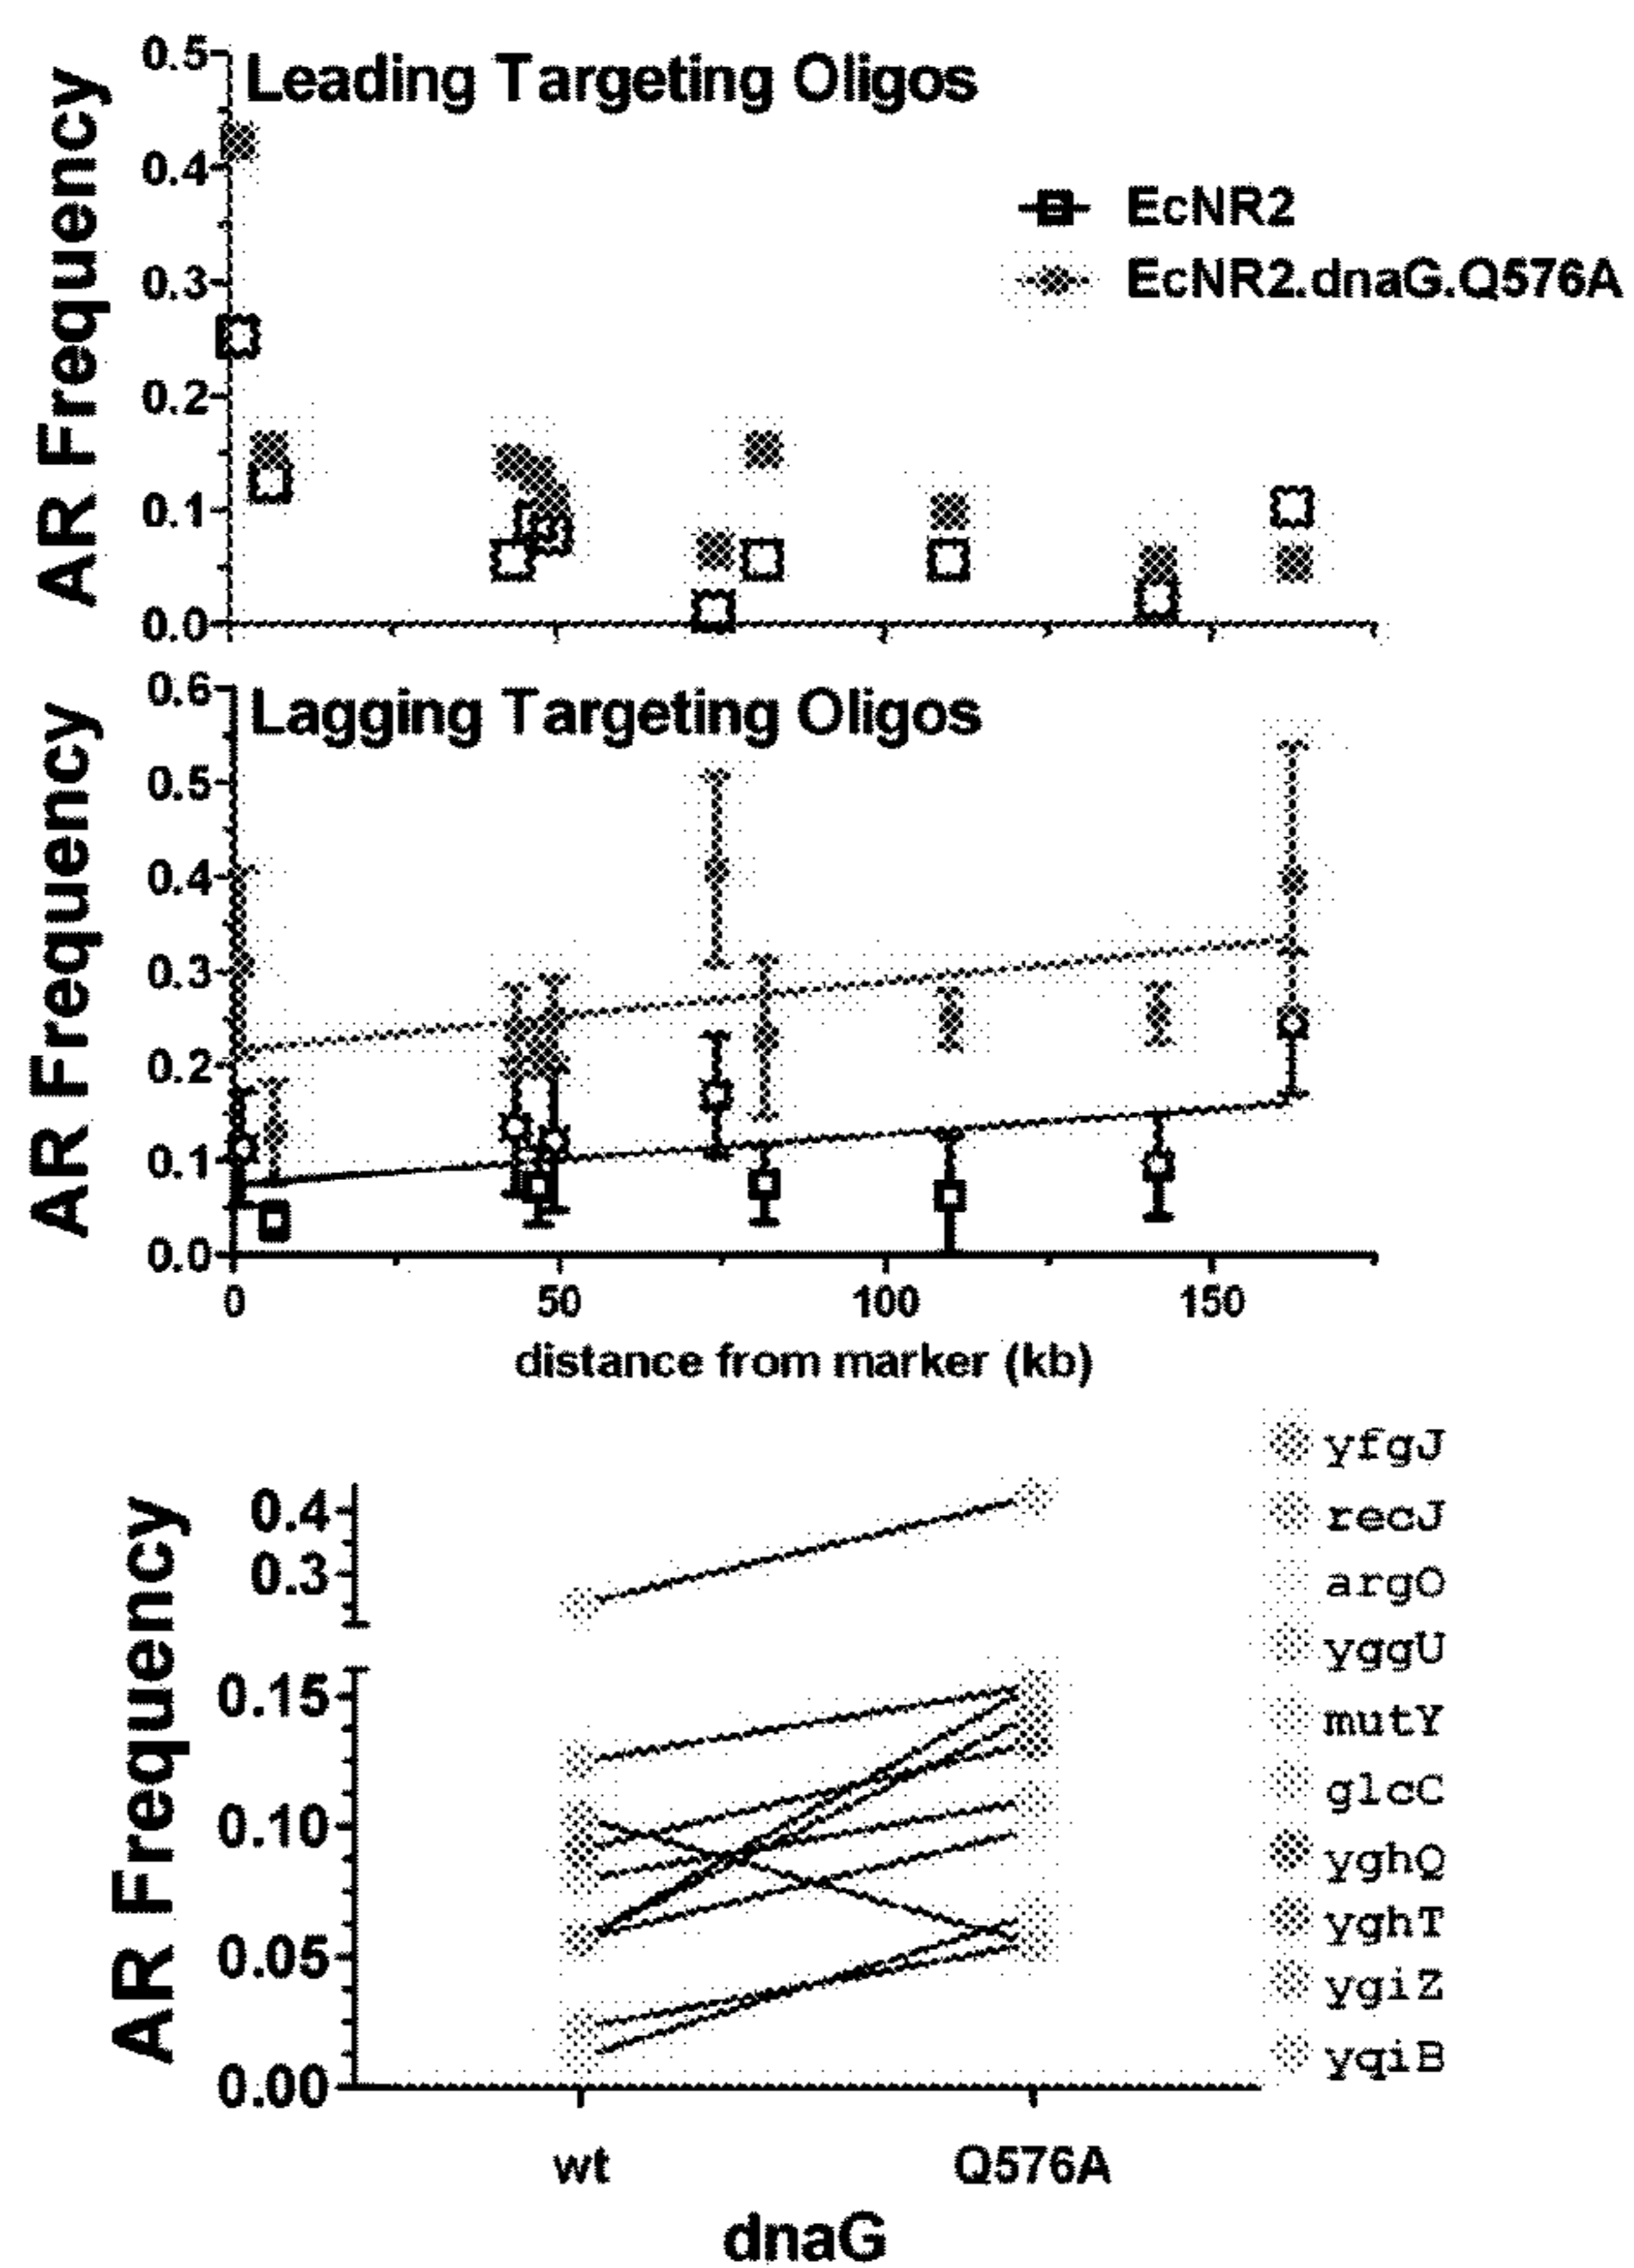 Leading Targeting Oligos
AR Frequency
0.5
0.4
0.3
0.2
0.1
0.0
EcNR2
EcNR2.dnaG.Q576A
Lagging Targeting Oligos
AR Frequency
0.6
0.5
0.4
0.3
0.2
0.1
0.0
0 50 100 150
distance from marker (kb)
AR Frequency
0.4
0.3
0.15
0.10
0.05
0.00
wt Q576A
dnaG
yfgJ
recJ
argO
yggU
mutY
glcC
yghQ
yghT
ygiZ
yqiB